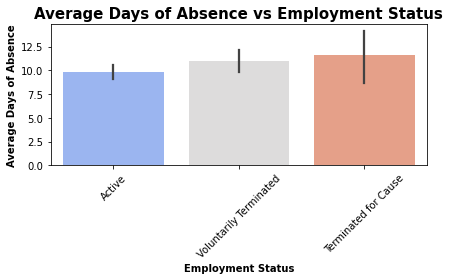 Average Days of Absence vs Employment Status
Average Days of Absence
12.5
10.0
7.5
5.0
2.5
0.0
Active
Voluntarily Terminated
Terminated for Cause
Employment Status